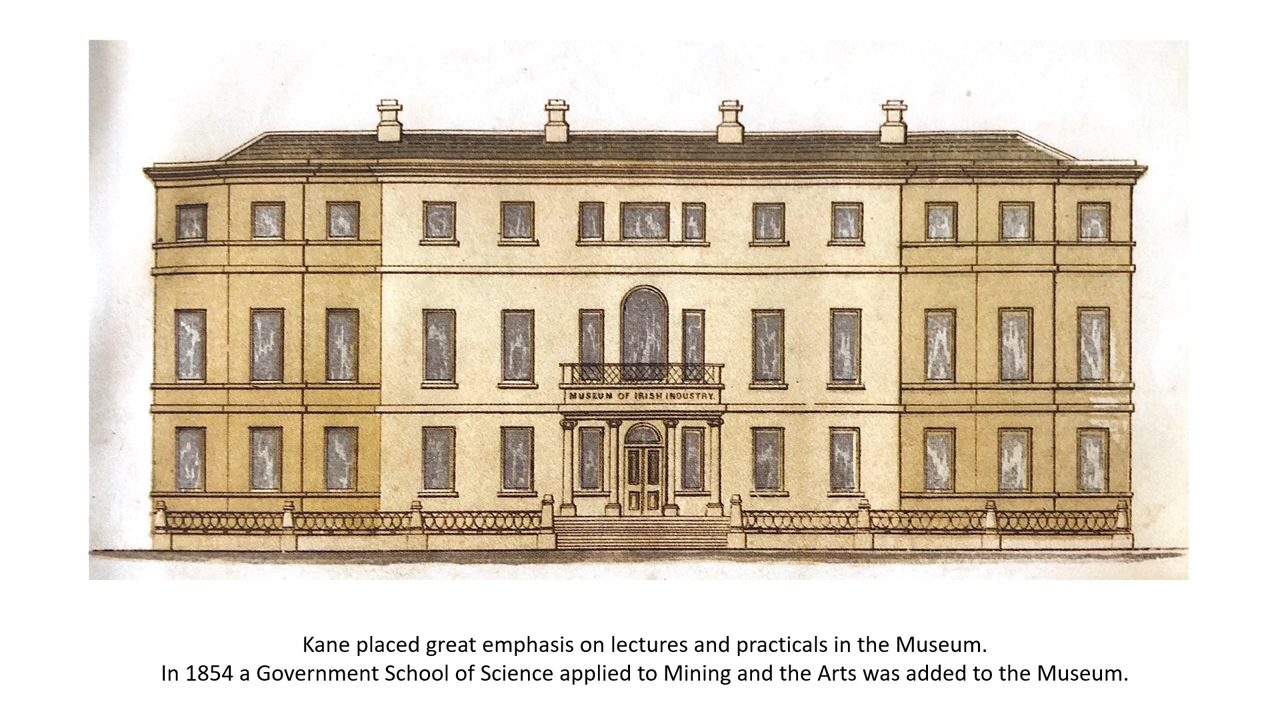 MUSEUM OF IRISH INDUSTRY.
Kane placed great emphasis on lectures and practicals in the Museum.
In 1854 a Government School of Science applied to Mining and the Arts was added to the Museum.